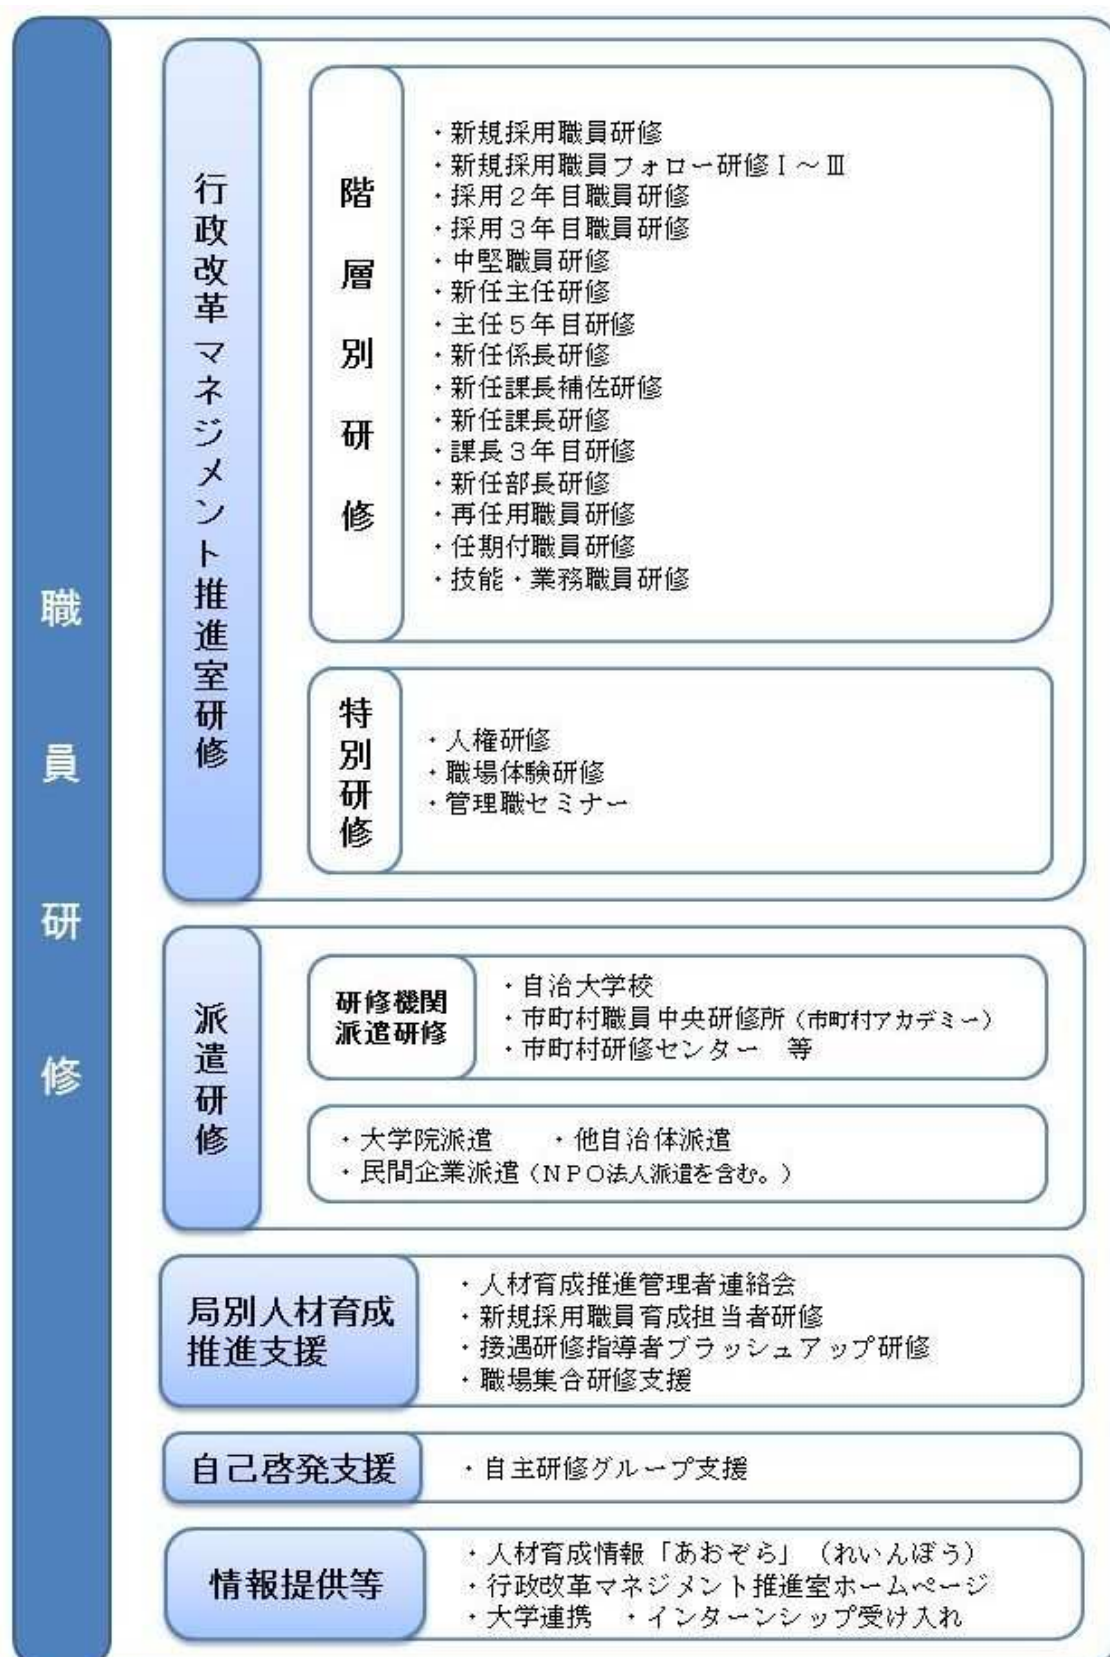 職員研修
行政改革マネジメント推進室研修
階層別研修
・新規採用職員研修
・新規採用職員フォロー研修Ⅰ～Ⅲ
・採用２年目職員研修
・採用３年目職員研修
・中堅職員研修
・新任主任研修
・主任５年目研修
・新任係長研修
・新任課長補佐研修
・新任課長研修
・課長３年目研修
・新任部長研修
・再任用職員研修
・任期付職員研修
・技能・業務職員研修
特別研修
・人権研修
・職場体験研修
・管理職セミナー
派遣研修
研修機関
派遣研修
・自治大学校
・市町村職員中央研修所（市町村アカデミー）
・市町村研修センター　等
・大学院派遣　　・他自治体派遣
・民間企業派遣（ＮＰＯ法人派遣を含む。）
局別人材育成
推進支援
・人材育成推進管理者連絡会
・新規採用職員育成担当者研修
・接遇研修指導者ブラッシュアップ研修
・職場集合研修支援
自己啓発支援
・自主研修グループ支援
情報提供等
・人材育成情報「あおぞら」（れいんぼう）
・行政改革マネジメント推進室ホームページ
・大学連携　・インターンシップ受け入れ